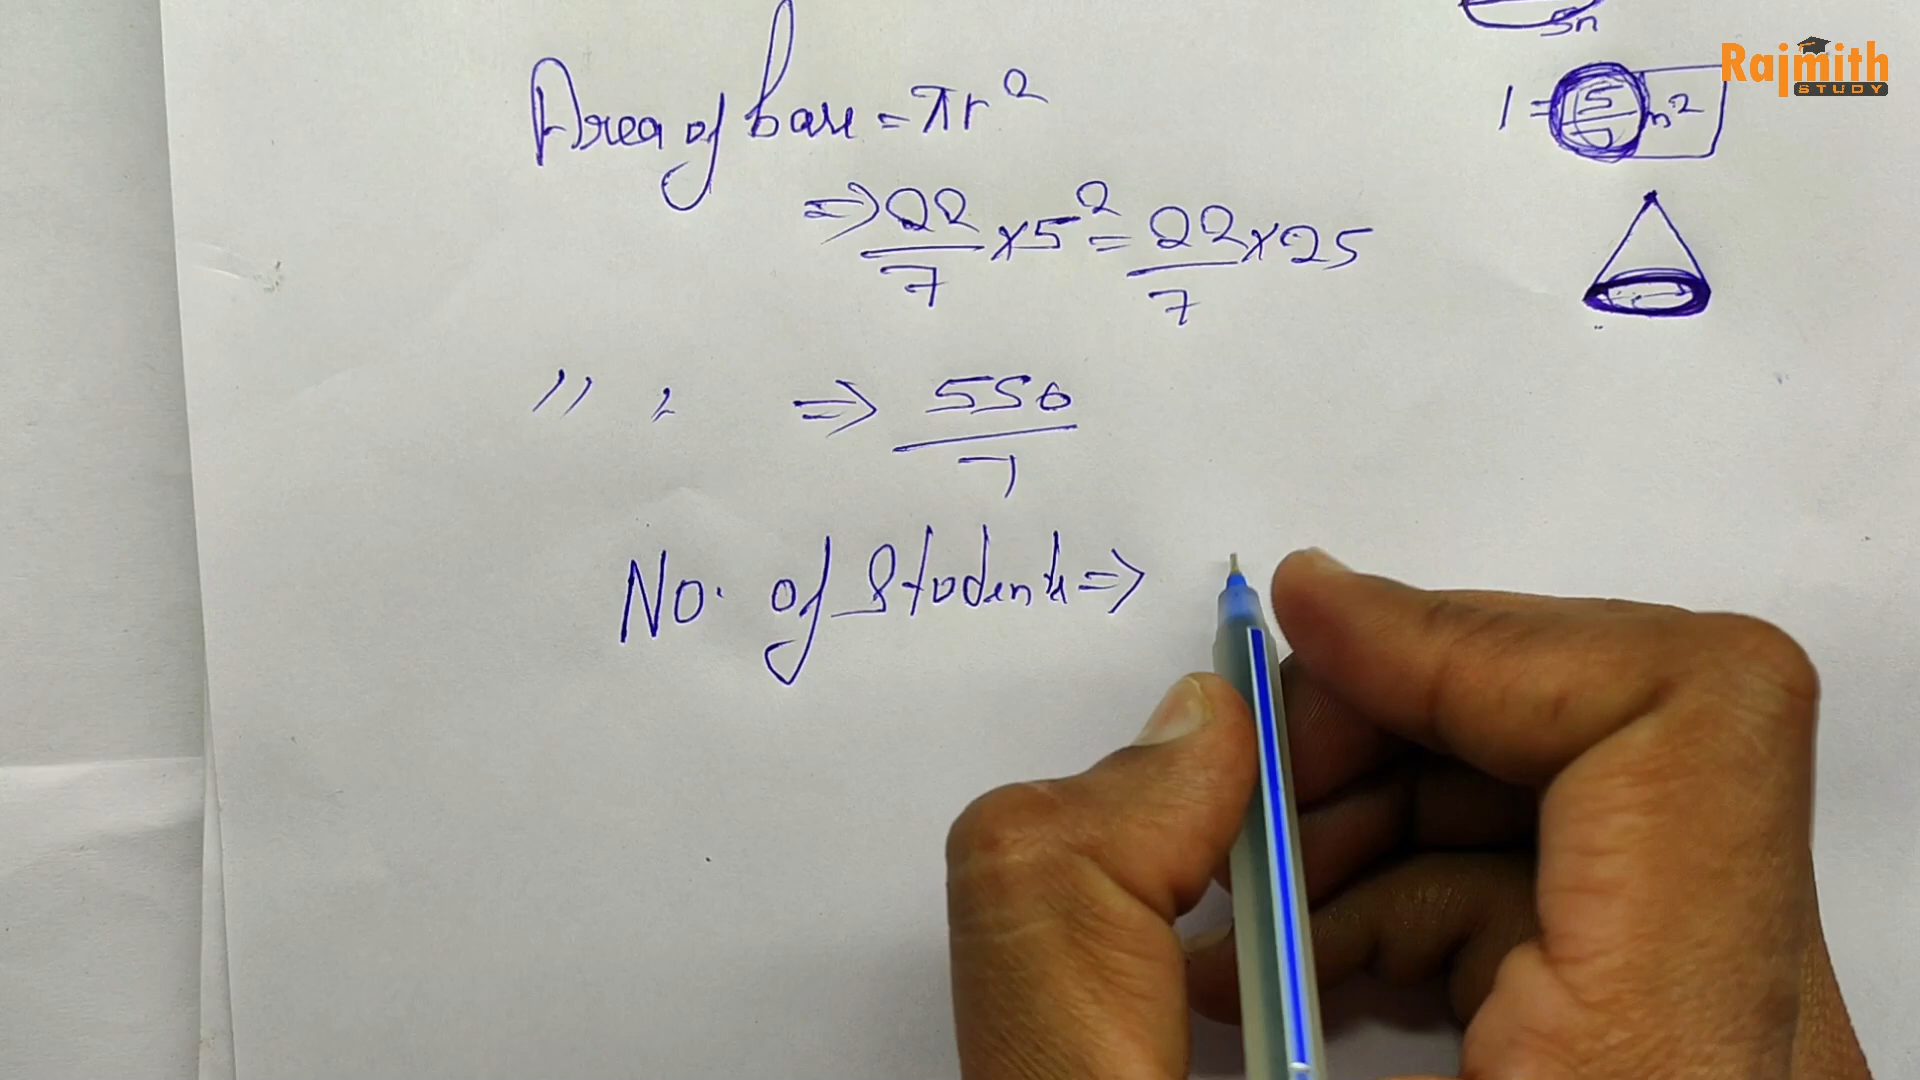 5m
Rajmith
STUDY
Area of base = πr²
1 = 5/7 m²
⇒ 22/7 × 5² = 22/7 × 25
〃 〃 ⇒ 550/7
No. of Students ⇒